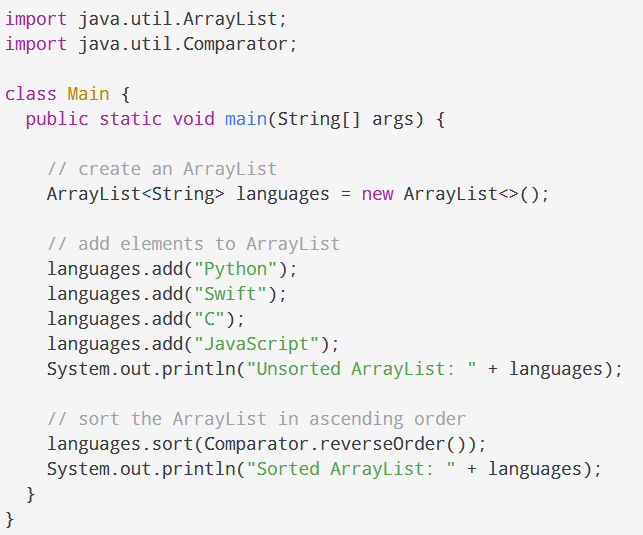 import java.util.ArrayList;
import java.util.Comparator;

class Main {
  public static void main(String[] args) {

    // create an ArrayList
    ArrayList<String> languages = new ArrayList<>();

    // add elements to ArrayList
    languages.add("Python");
    languages.add("Swift");
    languages.add("C");
    languages.add("JavaScript");
    System.out.println("Unsorted ArrayList: " + languages);

    // sort the ArrayList in ascending order
    languages.sort(Comparator.reverseOrder());
    System.out.println("Sorted ArrayList: " + languages);
  }
}